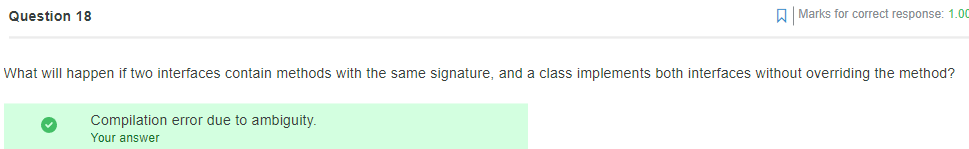 Question 18
Marks for correct response: 1.00
What will happen if two interfaces contain methods with the same signature, and a class implements both interfaces without overriding the method?
Compilation error due to ambiguity.
Your answer